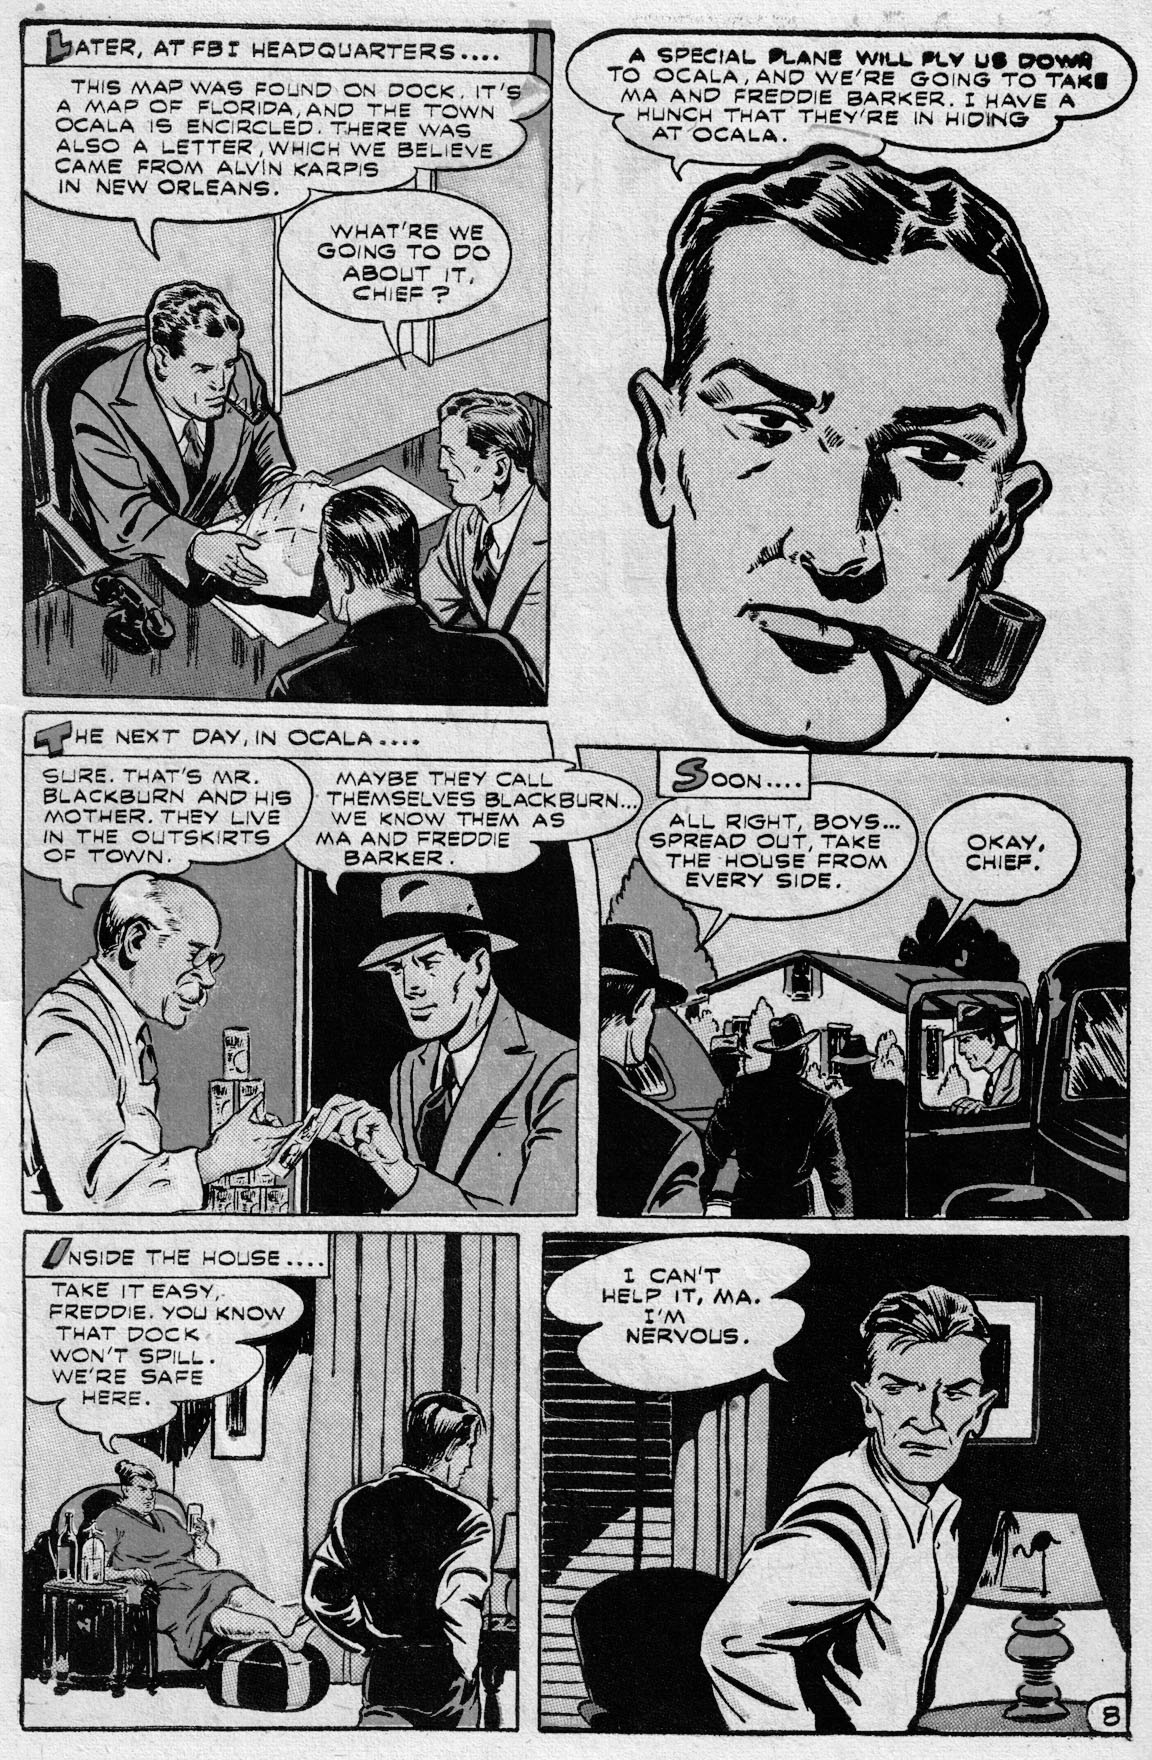 LATER, AT FBI HEADQUARTERS....
THIS MAP WAS FOUND ON DOCK. IT'S
A MAP OF FLORIDA, AND THE TOWN
OCALA IS ENCIRCLED. THERE WAS
ALSO A LETTER, WHICH WE BELIEVE
CAME FROM ALVIN KARPIS
IN NEW ORLEANS.
WHAT'RE WE
GOING TO DO
ABOUT IT,
CHIEF?
A SPECIAL PLANE WILL FLY US DOWN
TO OCALA, AND WE'RE GOING TO TAKE
MA AND FREDDIE BARKER. I HAVE A
HUNCH THAT THEY'RE IN HIDING
AT OCALA.
THE NEXT DAY, IN OCALA....
SURE. THAT'S MR.
BLACKBURN AND HIS
MOTHER. THEY LIVE
IN THE OUTSKIRTS
OF TOWN.
MAYBE THEY CALL
THEMSELVES BLACKBURN...
WE KNOW THEM AS
MA AND FREDDIE
BARKER.
SOON....
ALL RIGHT, BOYS...
SPREAD OUT, TAKE
THE HOUSE FROM
EVERY SIDE.
OKAY,
CHIEF.
INSIDE THE HOUSE....
TAKE IT EASY,
FREDDIE. YOU KNOW
THAT DOCK
WON'T SPILL.
WE'RE SAFE
HERE.
I CAN'T
HELP IT, MA.
I'M
NERVOUS.
8